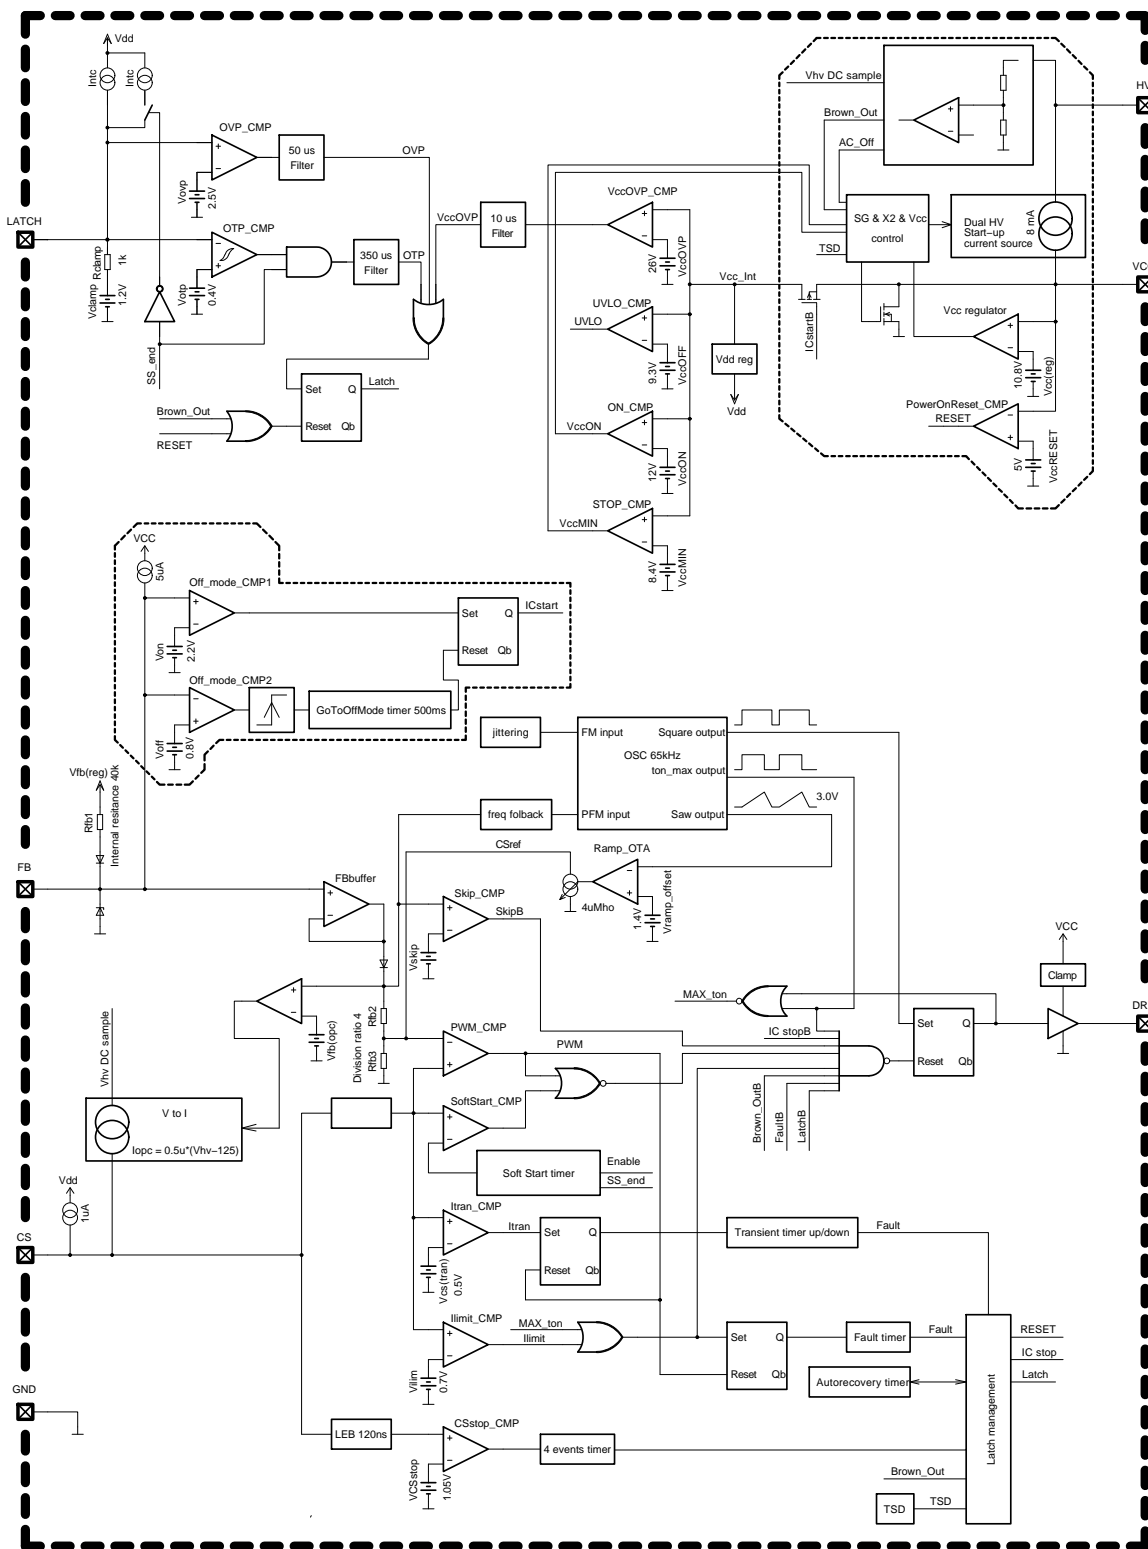 Vdd
Intc
Intc
OVP_CMP
50 us
Filter
OVP
Vovp
2.5V
LATCH
OTP_CMP
350 us
Filter
OTP
Rclamp
1k
Vclamp
1.2V
Votp
0.4V
SS_end
Set
Q
Latch
Reset
Qb
Brown_Out
RESET
VccOVP
10 us
Filter
VccOVP_CMP
26V
VccOVP
UVLO_CMP
UVLO
9.3V
VccOFF
ON_CMP
VccON
12V
VccON
STOP_CMP
VccMIN
8.4V
VccMIN
Vcc_Int
Vdd reg
Vdd
Vhv DC sample
Brown_Out
AC_Off
SG & X2 & Vcc
control
TSD
Dual HV
Start-up
current source
8 mA
HV
VCC
ICstartB
Vcc regulator
10.8V
Vcc(reg)
PowerOnReset_CMP
RESET
5V
VccRESET
VCC
5uA
Off_mode_CMP1
Von
2.2V
Set
Q
ICstart
Reset
Qb
Off_mode_CMP2
GoToOffMode timer 500ms
Voff
0.8V
Vfb(reg)
Rfb1
Internal resitance 40k
FB
jittering
FM input
Square output
OSC 65kHz
ton_max output
freq folback
PFM input
Saw output
3.0V
CSref
Ramp_OTA
4uMho
1.4V
Vramp_offset
FBbuffer
Skip_CMP
SkipB
Vskip
Vfb(opc)
Rfb2
Rfb3
Division ratio 4
PWM_CMP
PWM
MAX_ton
IC stopB
Brown_OutB
FaultB
LatchB
Set
Q
Reset
Qb
VCC
Clamp
Vhv DC sample
V to I
Iopc = 0.5u*(Vhv-125)
SoftStart_CMP
Soft Start timer
Enable
SS_end
Vdd
1uA
CS
Itran_CMP
Itran
Vcs(tran)
0.5V
Set
Q
Reset
Qb
Transient timer up/down
Fault
Ilimit_CMP
MAX_ton
Ilimit
Vilim
0.7V
Set
Q
Reset
Qb
Fault timer
Fault
Autorecovery timer
Latch management
RESET
IC stop
Latch
GND
LEB 120ns
CSstop_CMP
4 events timer
VCSstop
1.05V
Brown_Out
TSD
TSD